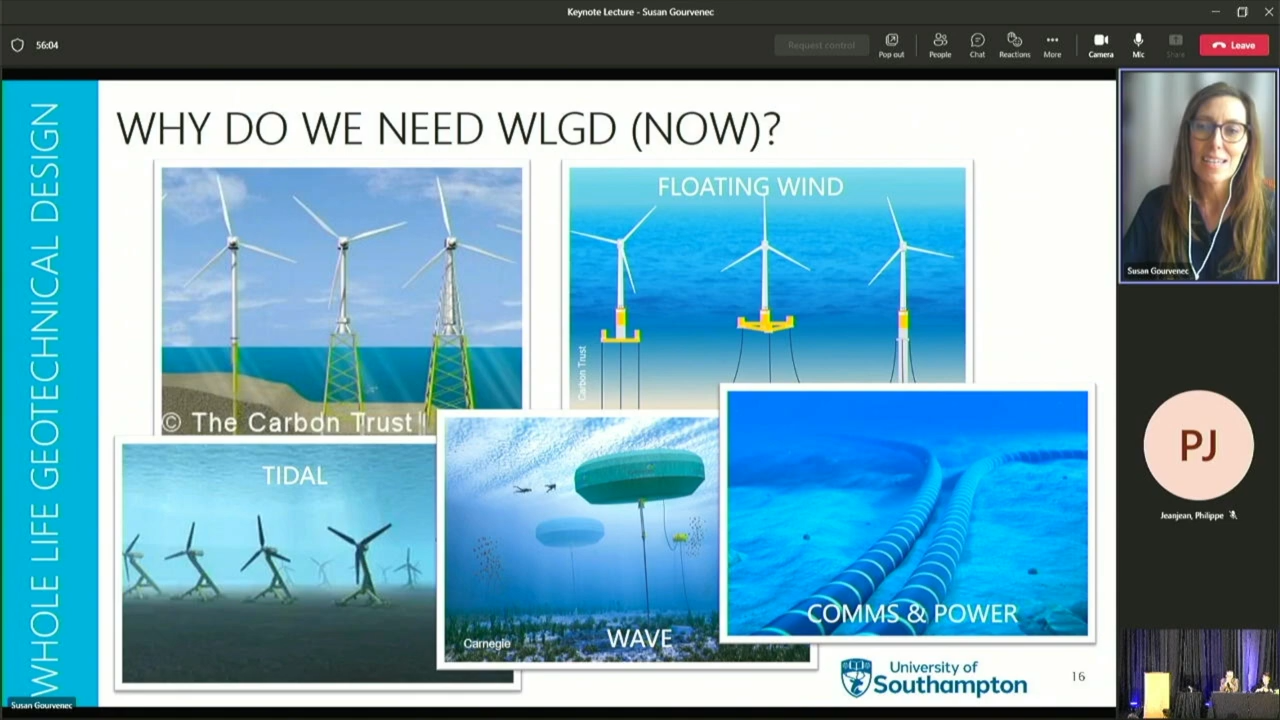 Keynote Lecture - Susan Gourvenec
56:04
Request control
Pop out
People
Chat
Reactions
More
Camera
Mic
Share
Leave
WHOLE LIFE GEOTECHNICAL DESIGN
WHY DO WE NEED WLGD (NOW)?
© The Carbon Trust
FLOATING WIND
Carbon Trust
TIDAL
Carnegie
WAVE
COMMS & POWER
University of
Southampton
16
Susan Gourvenec
Susan Gourvenec
PJ
Jeanjean, Philippe